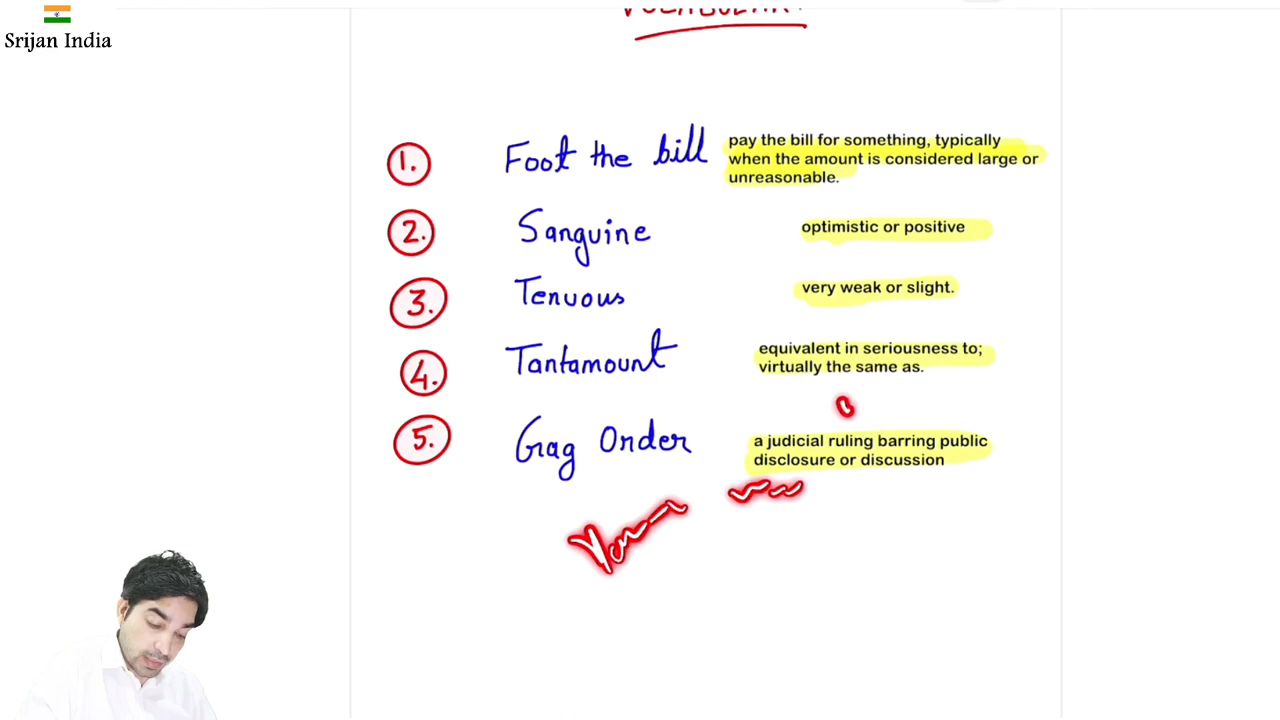 Srijan India
VOCABULARY
1. Foot the bill pay the bill for something, typically
when the amount is considered large or
unreasonable.
2. Sanguine optimistic or positive
3. Tenuous very weak or slight.
4. Tantamount equivalent in seriousness to;
virtually the same as.
5. Gag Order a judicial ruling barring public
disclosure or discussion